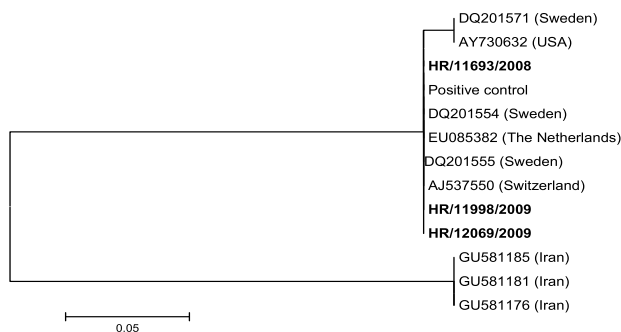 DQ201571 (Sweden)
AY730632 (USA)
HR/11693/2008
Positive control
DQ201554 (Sweden)
EU085382 (The Netherlands)
DQ201555 (Sweden)
AJ537550 (Switzerland)
HR/11998/2009
HR/12069/2009
GU581185 (Iran)
GU581181 (Iran)
GU581176 (Iran)
0.05